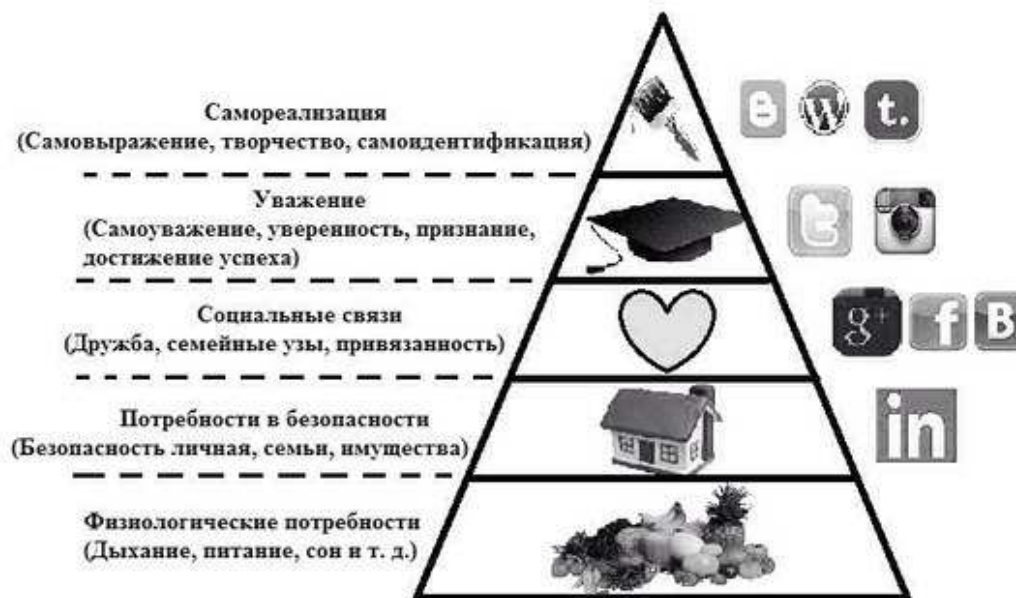 Самореализация
(Самовыражение, творчество, самоидентификация)
t.
Уважение
(Самоуважение, уверенность, признание,
достижение успеха)
t
Социальные связи
(Дружба, семейные узы, привязанность)
g+ f B
Потребности в безопасности
(Безопасность личная, семьи, имущества)
in
Физиологические потребности
(Дыхание, питание, сон и т. д.)